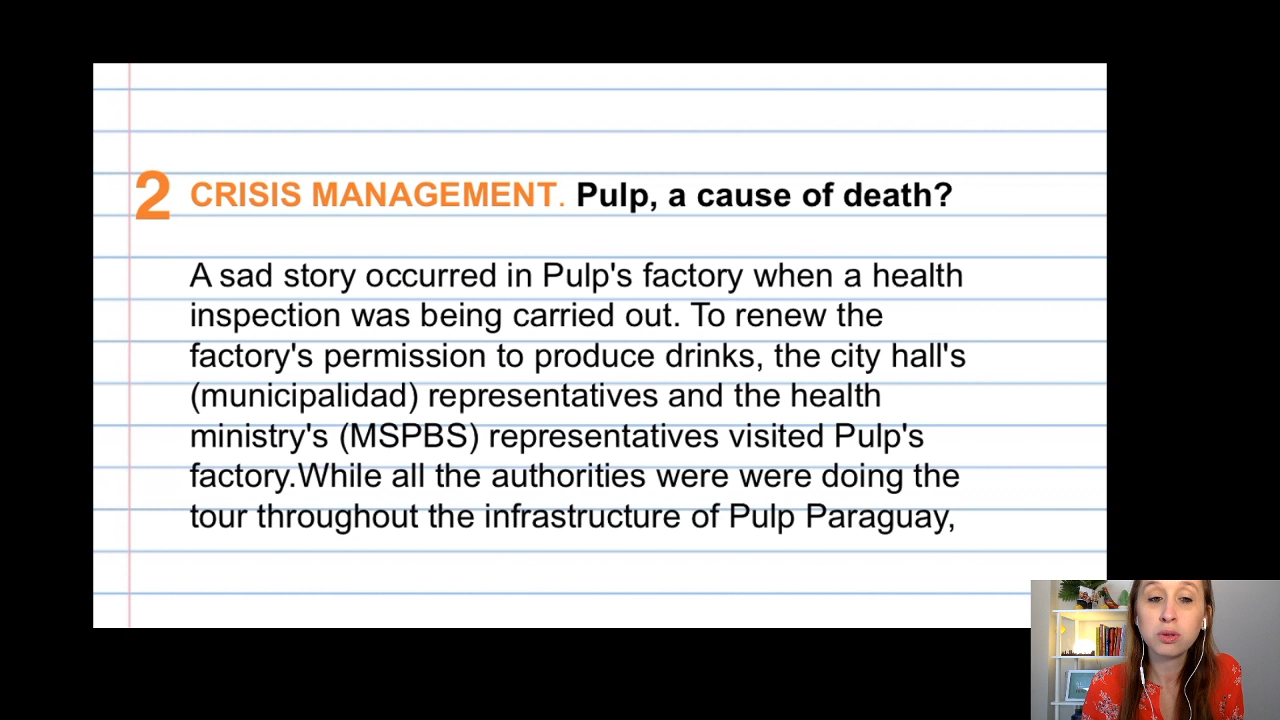 2 CRISIS MANAGEMENT. Pulp, a cause of death?
A sad story occurred in Pulp's factory when a health
inspection was being carried out. To renew the
factory's permission to produce drinks, the city hall's
(municipalidad) representatives and the health
ministry's (MSPBS) representatives visited Pulp's
factory.While all the authorities were were doing the
tour throughout the infrastructure of Pulp Paraguay,